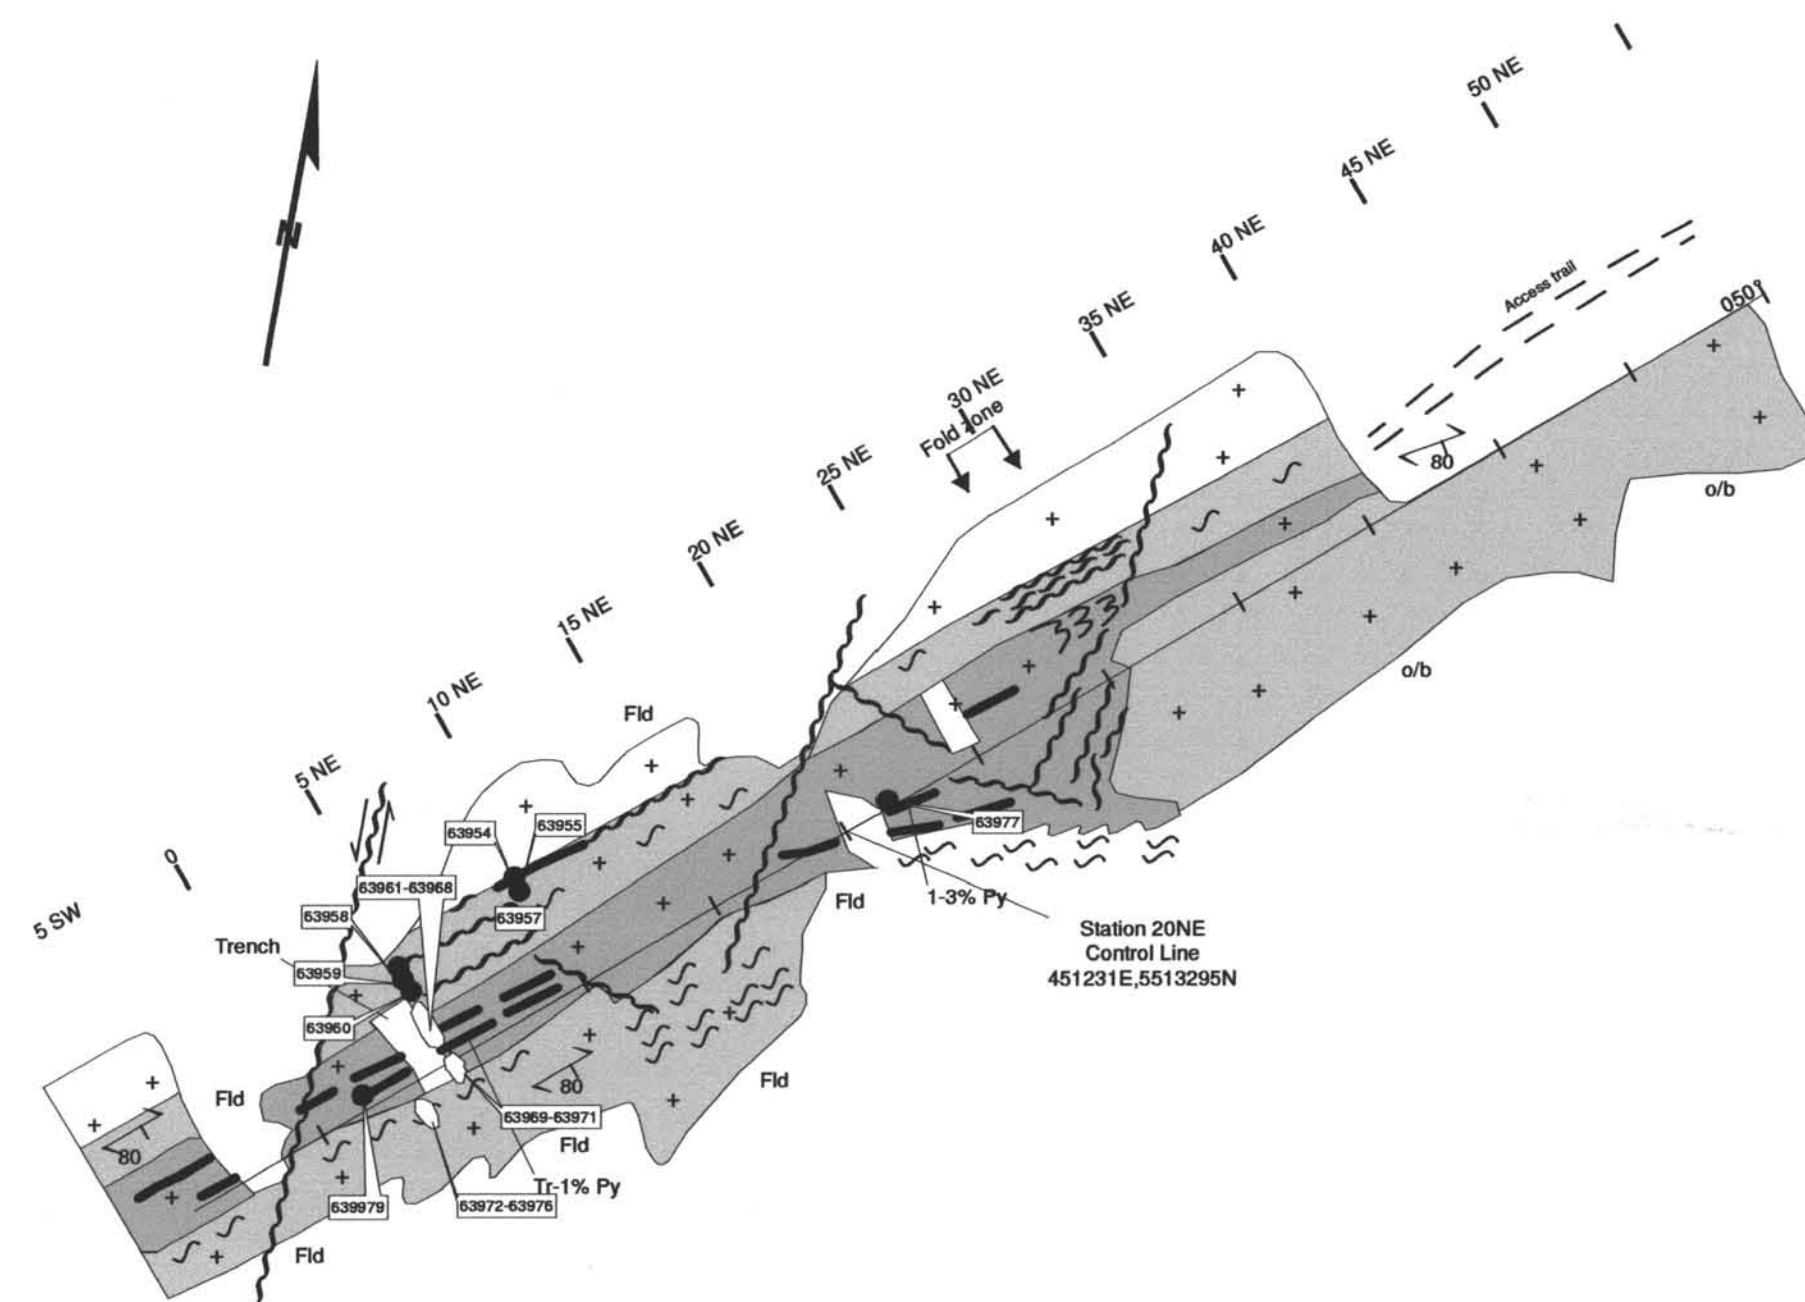 50 NE
45 NE
40 NE
35 NE
30 NE
Fold zone
25 NE
20 NE
15 NE
10 NE
5 NE
0
5 SW
N
Access trail
050°
80
o/b
o/b
Fld
63954
63955
63961-63968
63958
63957
Trench
63959
63960
63977
1-3% Py
Fld
Station 20NE
Control Line
451231E,5513295N
Fld
80
Fld
63969-63971
Fld
80
Tr-1% Py
639979
63972-63976
Fld